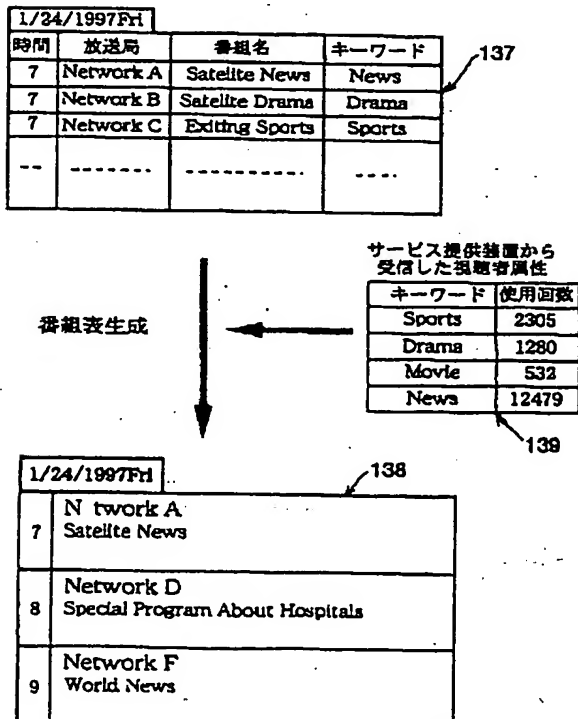 1/24/1997Fri
時間 放送局 番組名 キーワード
7 Network A Satelite News News
7 Network B Satelite Drama Drama
7 Network C Exiting Sports Sports
-- ------- ---------- ----
137
サービス提供装置から
受信した視聴者属性
キーワード 使用回数
Sports 2305
Drama 1280
Movie 532
News 12479
139
番組表生成
138
1/24/1997Fri
7 N twork A
Satelite News
8 Network D
Special Program About Hospitals
9 Network F
World News